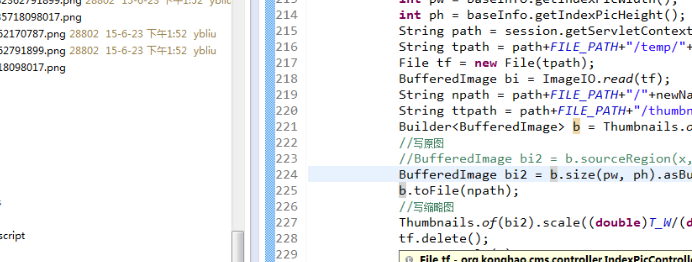 82362791899.png 28802 15-6-23 下午1:52 ybliu
35718098017.png
62170787.png 28802 15-6-23 下午1:52 ybliu
62791899.png 28802 15-6-23 下午1:52 ybliu
18098017.png
script
213 int pw = baseInfo.getIndexPicWidth();
214 int ph = baseInfo.getIndexPicHeight();
215 String path = session.getServletContext
216 String tpath = path+FILE_PATH+"/temp/"+
217 File tf = new File(tpath);
218 BufferedImage bi = ImageIO.read(tf);
219 String npath = path+FILE_PATH+"/"+newNa
220 String ttpath = path+FILE_PATH+"/thumbn
221 Builder<BufferedImage> b = Thumbnails.o
222 //写原图
223 //BufferedImage bi2 = b.sourceRegion(x,
224 BufferedImage bi2 = b.size(pw, ph).asBu
225 b.toFile(npath);
226 //写缩略图
227 Thumbnails.of(bi2).scale((double)T_W/(d
228 tf.delete();
229
File tf - org.konghao.cms.controller.IndexPicControlle